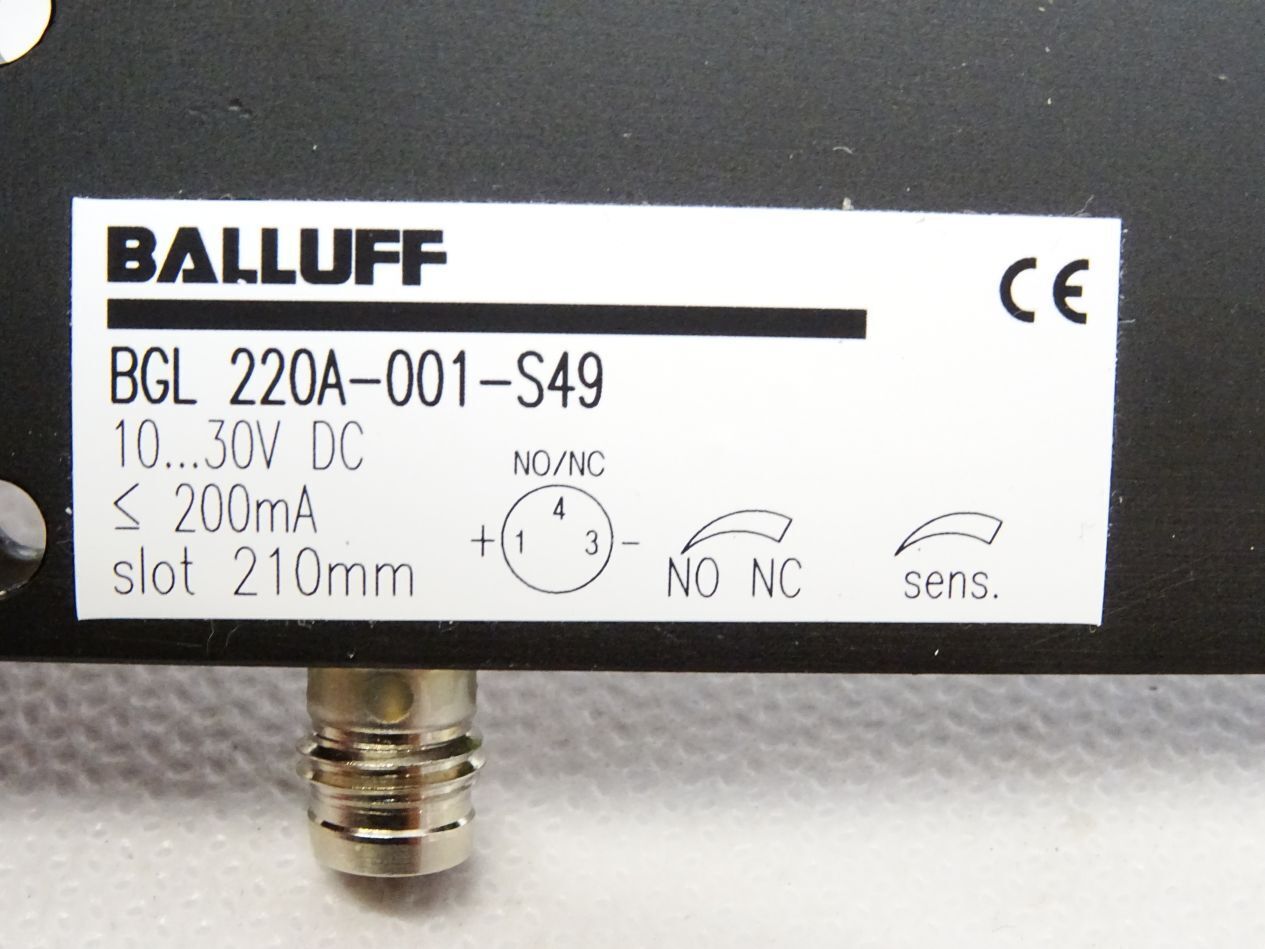 BALLUFF
CE
BGL 220A-001-S49
10...30V DC
≤ 200mA
slot 210mm
NO/NC
4
+ 1 3 -
NO NC
sens.